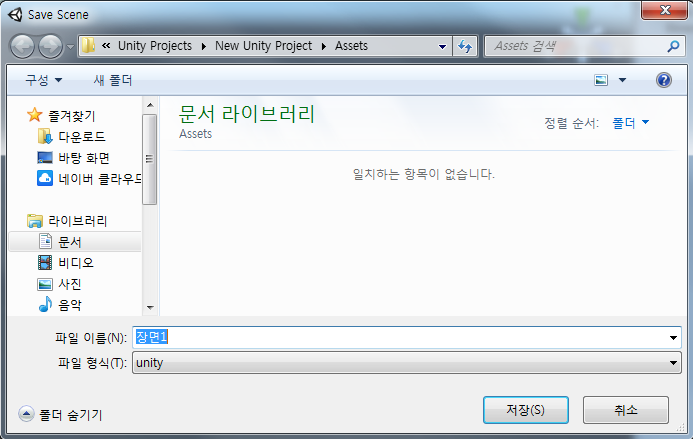 Save Scene
« Unity Projects Unity New Unity Project Assets
Assets 검색
구성 새 폴더
즐겨찾기
다운로드
바탕 화면
네이버 클라우드
라이브러리
문서
비디오
사진
음악
문서 라이브러리
Assets
정렬 순서: 폴더
일치하는 항목이 없습니다.
파일 이름(N): 장면1
파일 형식(T): unity
폴더 숨기기
저장(S) 취소